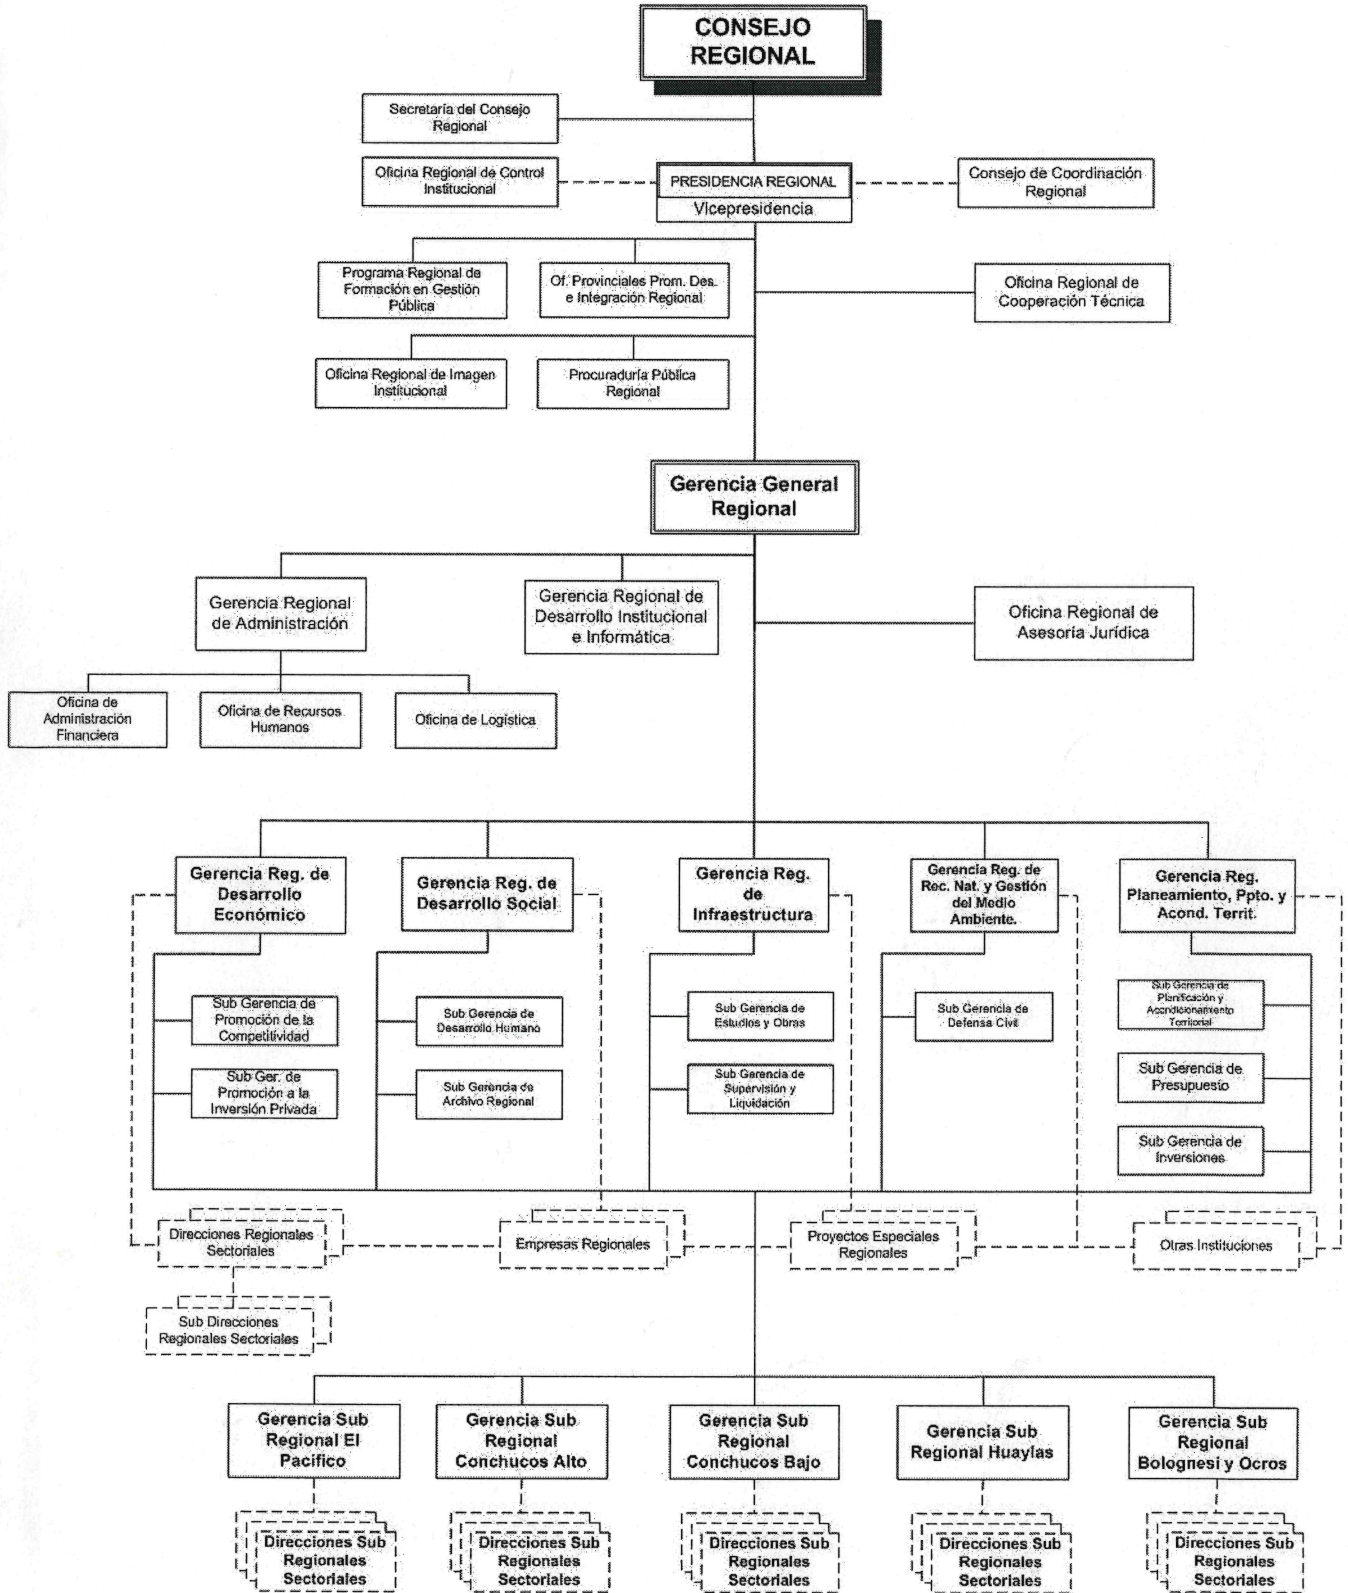 CONSEJO
REGIONAL
Secretaría del Consejo
Regional
Oficina Regional de Control
Institucional
PRESIDENCIA REGIONAL
Vicepresidencia
Consejo de Coordinación
Regional
Programa Regional de
Formación en Gestión
Pública
Of. Provinciales Prom. Des.
e Integración Regional
Oficina Regional de
Cooperación Técnica
Oficina Regional de Imagen
Institucional
Procuraduría Pública
Regional
Gerencia General
Regional
Gerencia Regional
de Administración
Gerencia Regional de
Desarrollo Institucional
e Informática
Oficina Regional de
Asesoría Jurídica
Oficina de
Administración
Financiera
Oficina de Recursos
Humanos
Oficina de Logística
Gerencia Reg. de
Desarrollo
Económico
Gerencia Reg. de
Desarrollo Social
Gerencia Reg.
de
Infraestructura
Gerencia Reg. de
Rec. Nat. y Gestión
del Medio
Ambiente.
Gerencia Reg.
Planeamiento, Ppto. y
Acond. Territ.
Sub Gerencia de
Promoción de la
Competitividad
Sub Gerencia de
Desarrollo Humano
Sub Gerencia de
Estudios y Obras
Sub Gerencia de
Defensa Civil
Sub Gerencia de
Planificación y
Acondicionamiento
Territorial
Sub Ger. de
Promoción a la
Inversión Privada
Sub Gerencia de
Archivo Regional
Sub Gerencia de
Supervisión y
Liquidación
Sub Gerencia de
Presupuesto
Sub Gerencia de
Inversiones
Direcciones Regionales
Sectoriales
Empresas Regionales
Proyectos Especiales
Regionales
Otras Instituciones
Sub Direcciones
Regionales Sectoriales
Gerencia Sub
Regional El
Pacifico
Gerencia Sub
Regional
Conchucos Alto
Gerencia Sub
Regional
Conchucos Bajo
Gerencia Sub
Regional Huaylas
Gerencia Sub
Regional
Bolognesi y Ocros
Direcciones Sub
Regionales
Sectoriales
Direcciones Sub
Regionales
Sectoriales
Direcciones Sub
Regionales
Sectoriales
Direcciones Sub
Regionales
Sectoriales
Direcciones Sub
Regionales
Sectoriales